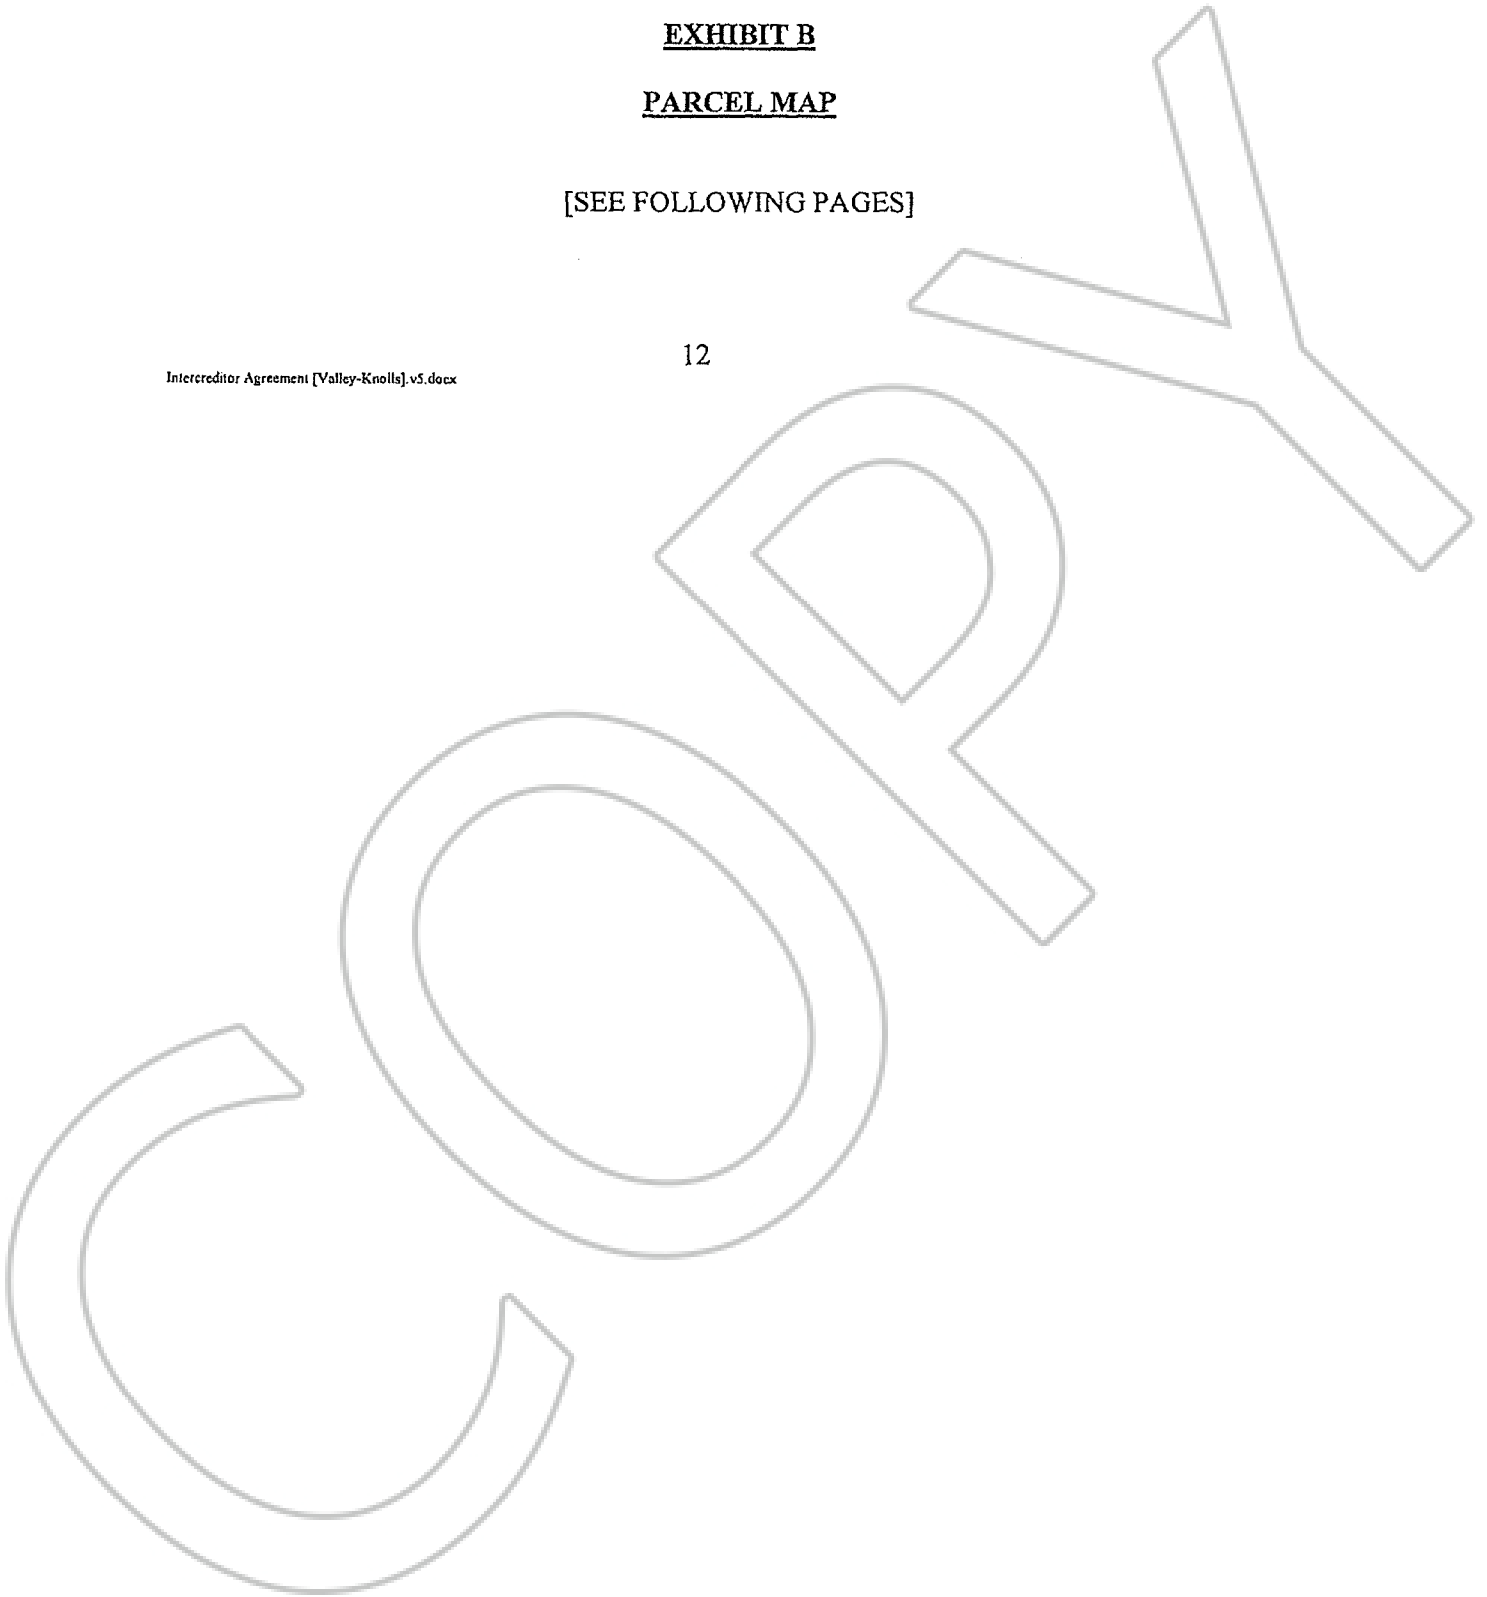 EXHIBIT B
PARCEL MAP
[SEE FOLLOWING PAGES]
12
Intercreditor Agreement [Valley-Knolls].v5.docx
COPY